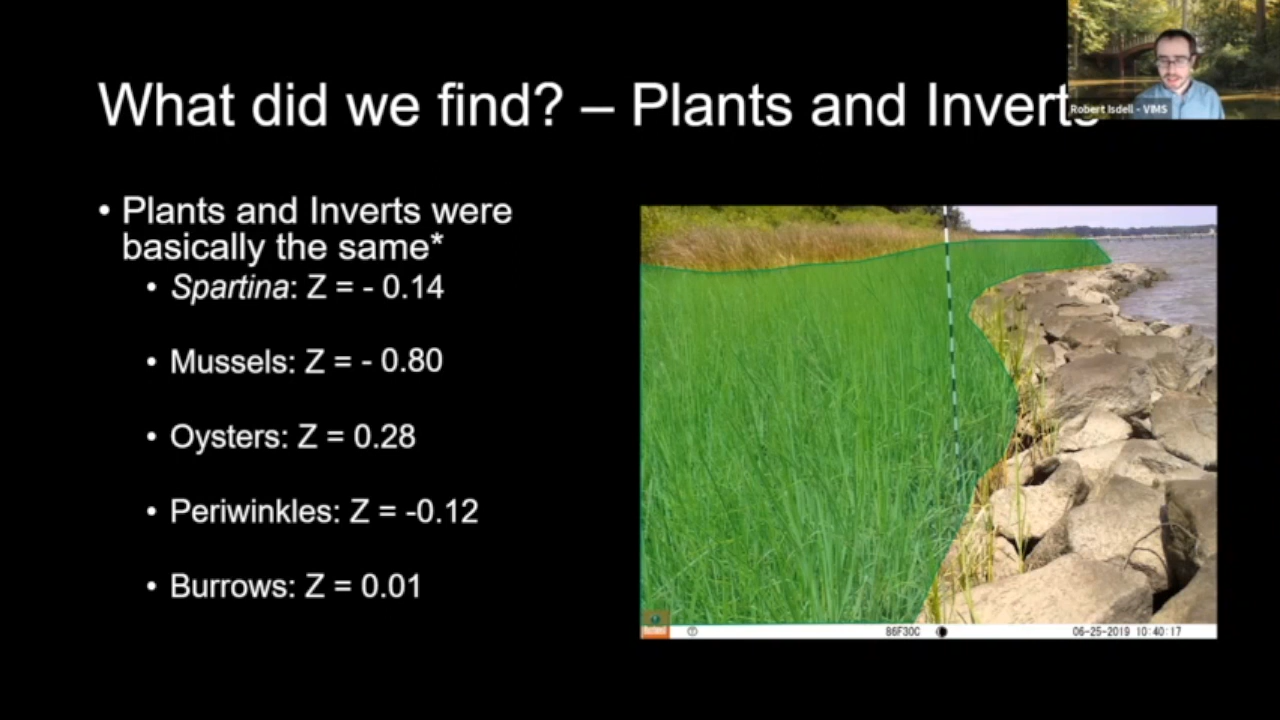 What did we find? – Plants and Inverts
Robert Isdell - VIMS
• Plants and Inverts were
basically the same*
• Spartina: Z = - 0.14
• Mussels: Z = - 0.80
• Oysters: Z = 0.28
• Periwinkles: Z = -0.12
• Burrows: Z = 0.01
86F30C 06-25-2019 10:40:17